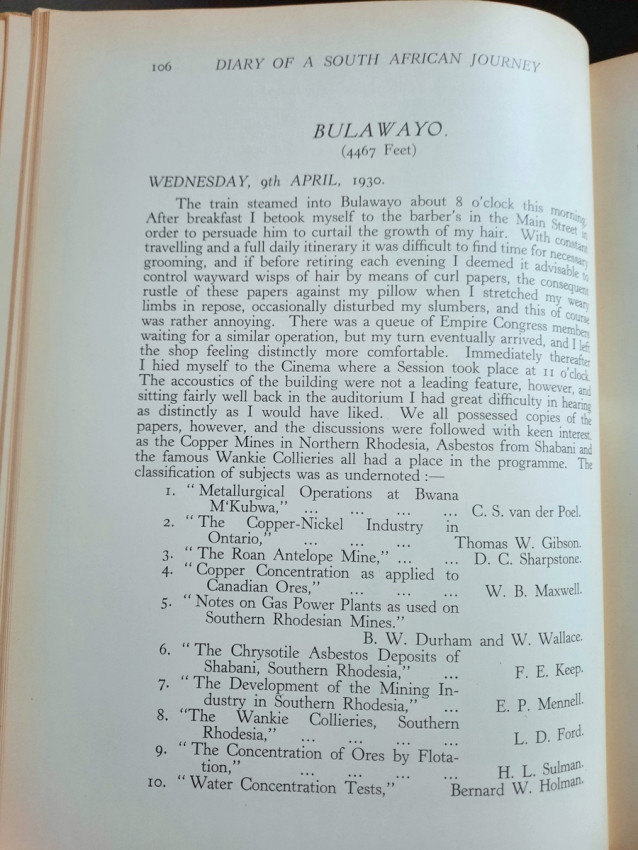 106 DIARY OF A SOUTH AFRICAN JOURNEY
BULAWAYO.
(4467 Feet)
WEDNESDAY, 9th APRIL, 1930.
The train steamed into Bulawayo about 8 o'clock this morning.
After breakfast I betook myself to the barber's in the Main Street in
order to persuade him to curtail the growth of my hair. With constant
travelling and a full daily itinerary it was difficult to find time for necessary
grooming, and if before retiring each evening I deemed it advisable to
control wayward wisps of hair by means of curl papers, the consequent
rustle of these papers against my pillow when I stretched my weary
limbs in repose, occasionally disturbed my slumbers, and this of course
was rather annoying. There was a queue of Empire Congress members
waiting for a similar operation, but my turn eventually arrived, and I left
the shop feeling distinctly more comfortable. Immediately thereafter
I hied myself to the Cinema where a Session took place at 11 o'clock.
The accoustics of the building were not a leading feature, however, and
sitting fairly well back in the auditorium I had great difficulty in hearing
as distinctly as I would have liked. We all possessed copies of the
papers, however, and the discussions were followed with keen interest,
as the Copper Mines in Northern Rhodesia, Asbestos from Shabani and
the famous Wankie Collieries all had a place in the programme. The
classification of subjects was as undernoted :—
1. "Metallurgical Operations at Bwana
M'Kubwa," ... ... ... ... C. S. van der Poel.
2. "The Copper-Nickel Industry in
Ontario," ... ... ... Thomas W. Gibson.
3. "The Roan Antelope Mine," ... ... D. C. Sharpstone.
4. "Copper Concentration as applied to
Canadian Ores," ... ... ... W. B. Maxwell.
5. "Notes on Gas Power Plants as used on
Southern Rhodesian Mines."
B. W. Durham and W. Wallace.
6. "The Chrysotile Asbestos Deposits of
Shabani, Southern Rhodesia," ... F. E. Keep.
7. "The Development of the Mining In-
dustry in Southern Rhodesia," ... E. P. Mennell.
8. "The Wankie Collieries, Southern
Rhodesia," ... ... ... ... L. D. Ford.
9. "The Concentration of Ores by Flota-
tion," ... ... ... ... H. L. Sulman.
10. "Water Concentration Tests," Bernard W. Holman.